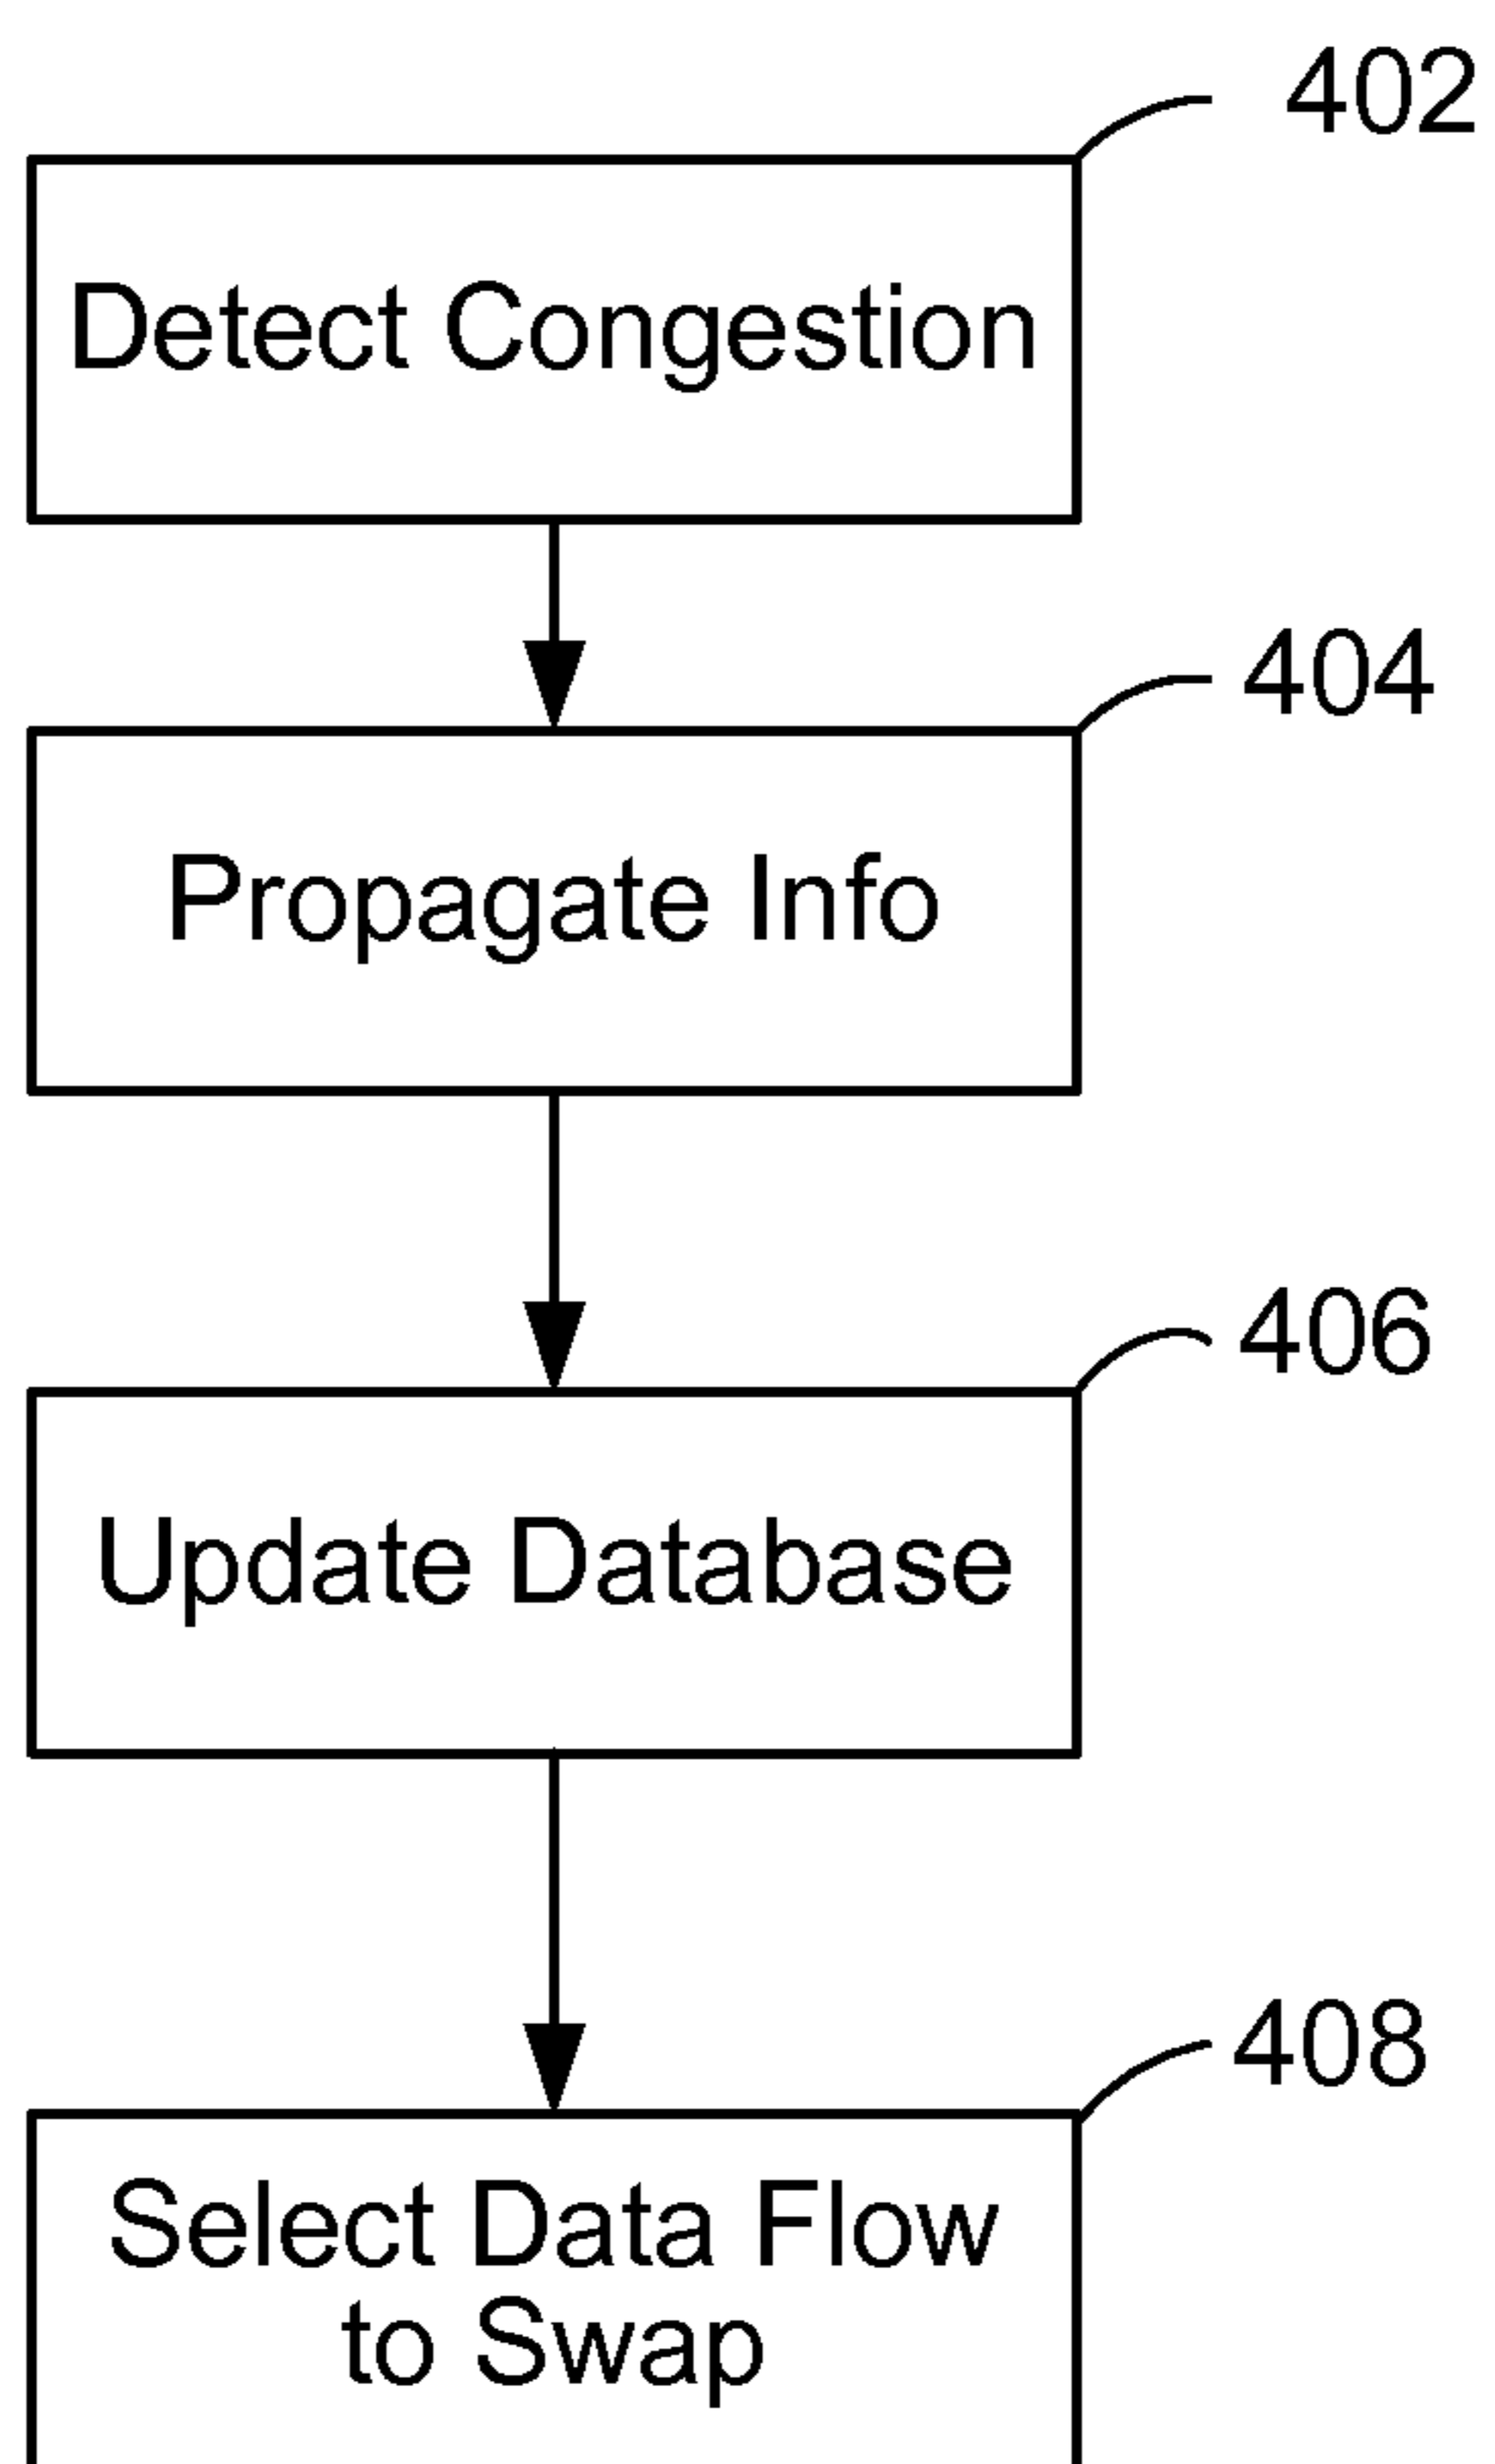 402
Detect Congestion
404
Propagate Info
406
Update Database
408
Select Data Flow
to Swap